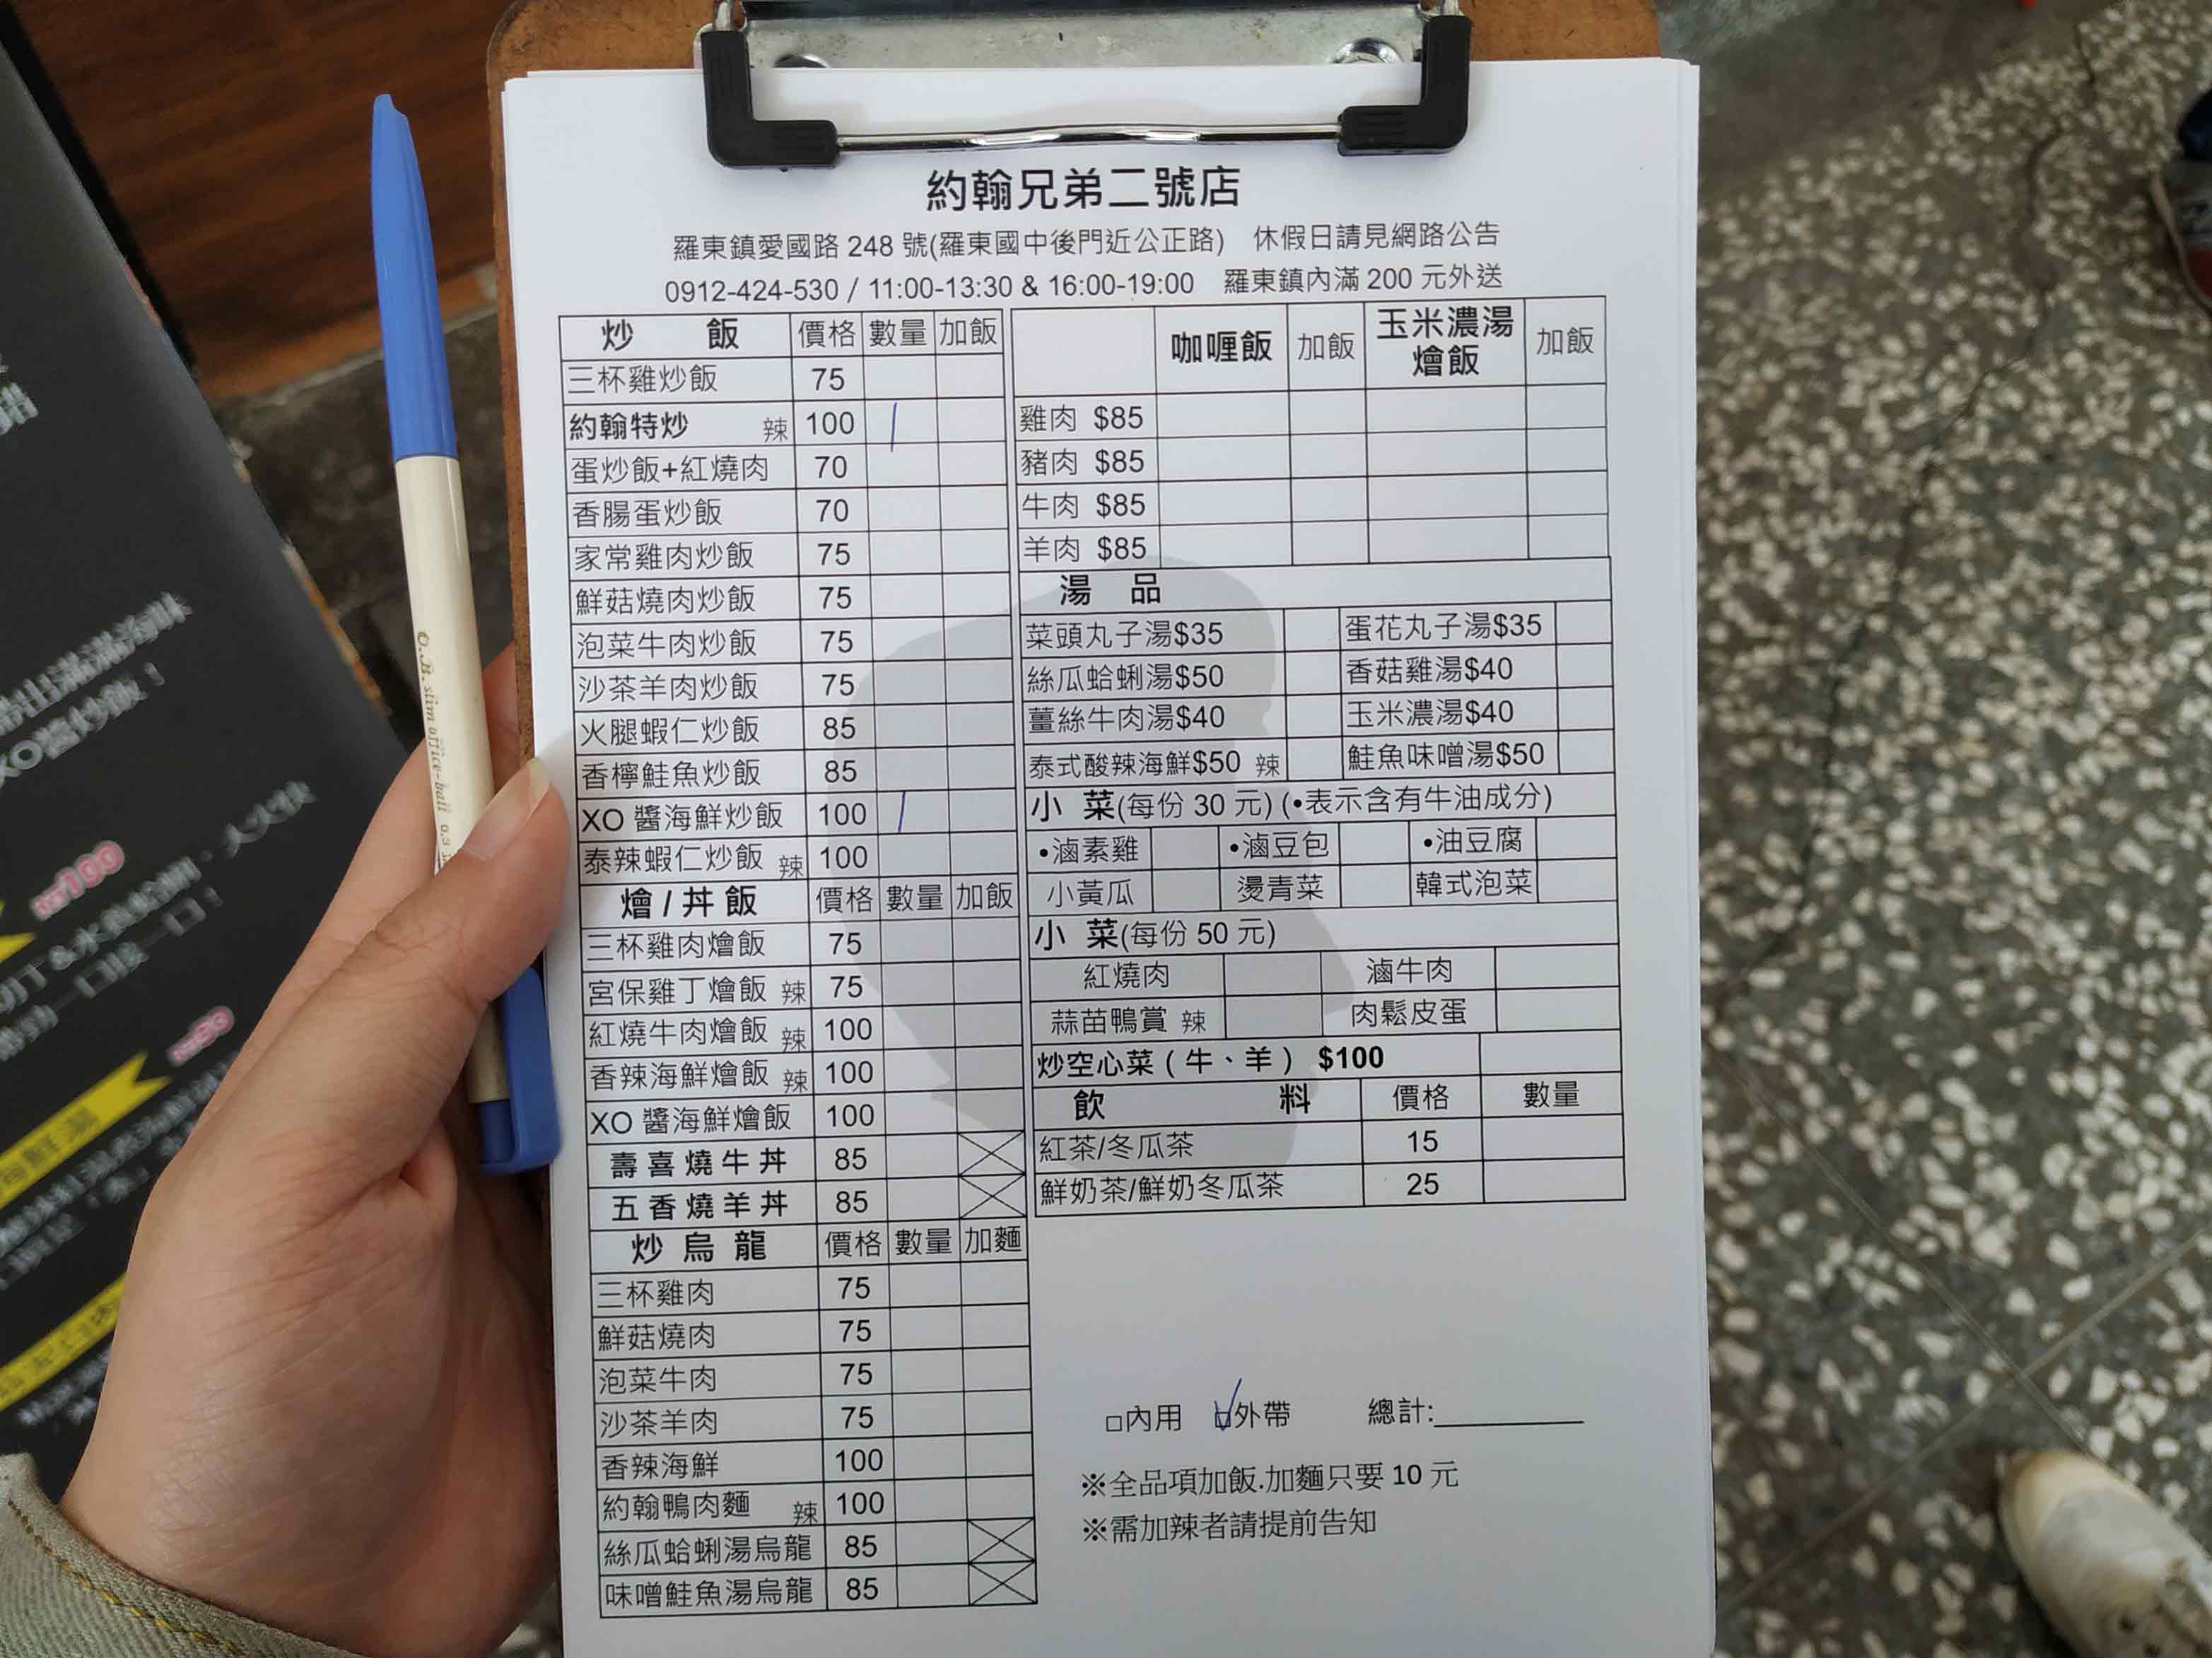 約翰兄弟二號店
羅東鎮愛國路 248 號(羅東國中後門近公正路) 休假日請見網路公告
0912-424-530 / 11:00-13:30 & 16:00-19:00 羅東鎮內滿 200 元外送
炒 飯 價格 數量 加飯
三杯雞炒飯 75
約翰特炒 辣 100 /
蛋炒飯+紅燒肉 70
香腸蛋炒飯 70
家常雞肉炒飯 75
鮮菇燒肉炒飯 75
泡菜牛肉炒飯 75
沙茶羊肉炒飯 75
火腿蝦仁炒飯 85
香檸鮭魚炒飯 85
XO 醬海鮮炒飯 100 /
泰辣蝦仁炒飯 辣 100
燴 / 丼 飯 價格 數量 加飯
三杯雞肉燴飯 75
宮保雞丁燴飯 辣 75
紅燒牛肉燴飯 辣 100
香辣海鮮燴飯 辣 100
XO 醬海鮮燴飯 100
壽喜燒牛丼 85
五香燒羊丼 85
炒 烏 龍 價格 數量 加麵
三杯雞肉 75
鮮菇燒肉 75
泡菜牛肉 75
沙茶羊肉 75
香辣海鮮 100
約翰鴨肉麵 辣 100
絲瓜蛤蜊湯烏龍 85
味噌鮭魚湯烏龍 85
咖喱飯 加飯 玉米濃湯 加飯
燴飯
雞肉 $85
豬肉 $85
牛肉 $85
羊肉 $85
湯 品
菜頭丸子湯$35 蛋花丸子湯$35
絲瓜蛤蜊湯$50 香菇雞湯$40
薑絲牛肉湯$40 玉米濃湯$40
泰式酸辣海鮮$50 辣 鮭魚味噌湯$50
小 菜(每份 30 元) (•表示含有牛油成分)
•滷素雞 •滷豆包 •油豆腐
小黃瓜 燙青菜 韓式泡菜
小 菜(每份 50 元)
紅燒肉 滷牛肉
蒜苗鴨賞 辣 肉鬆皮蛋
炒空心菜（牛、羊） $100
飲 料 價格 數量
紅茶/冬瓜茶 15
鮮奶茶/鮮奶冬瓜茶 25
□內用 ☑外帶 總計:
※全品項加飯.加麵只要 10 元
※需加辣者請提前告知
O.B. slim office-ball 0.3
XO醬炒飯！
NT100